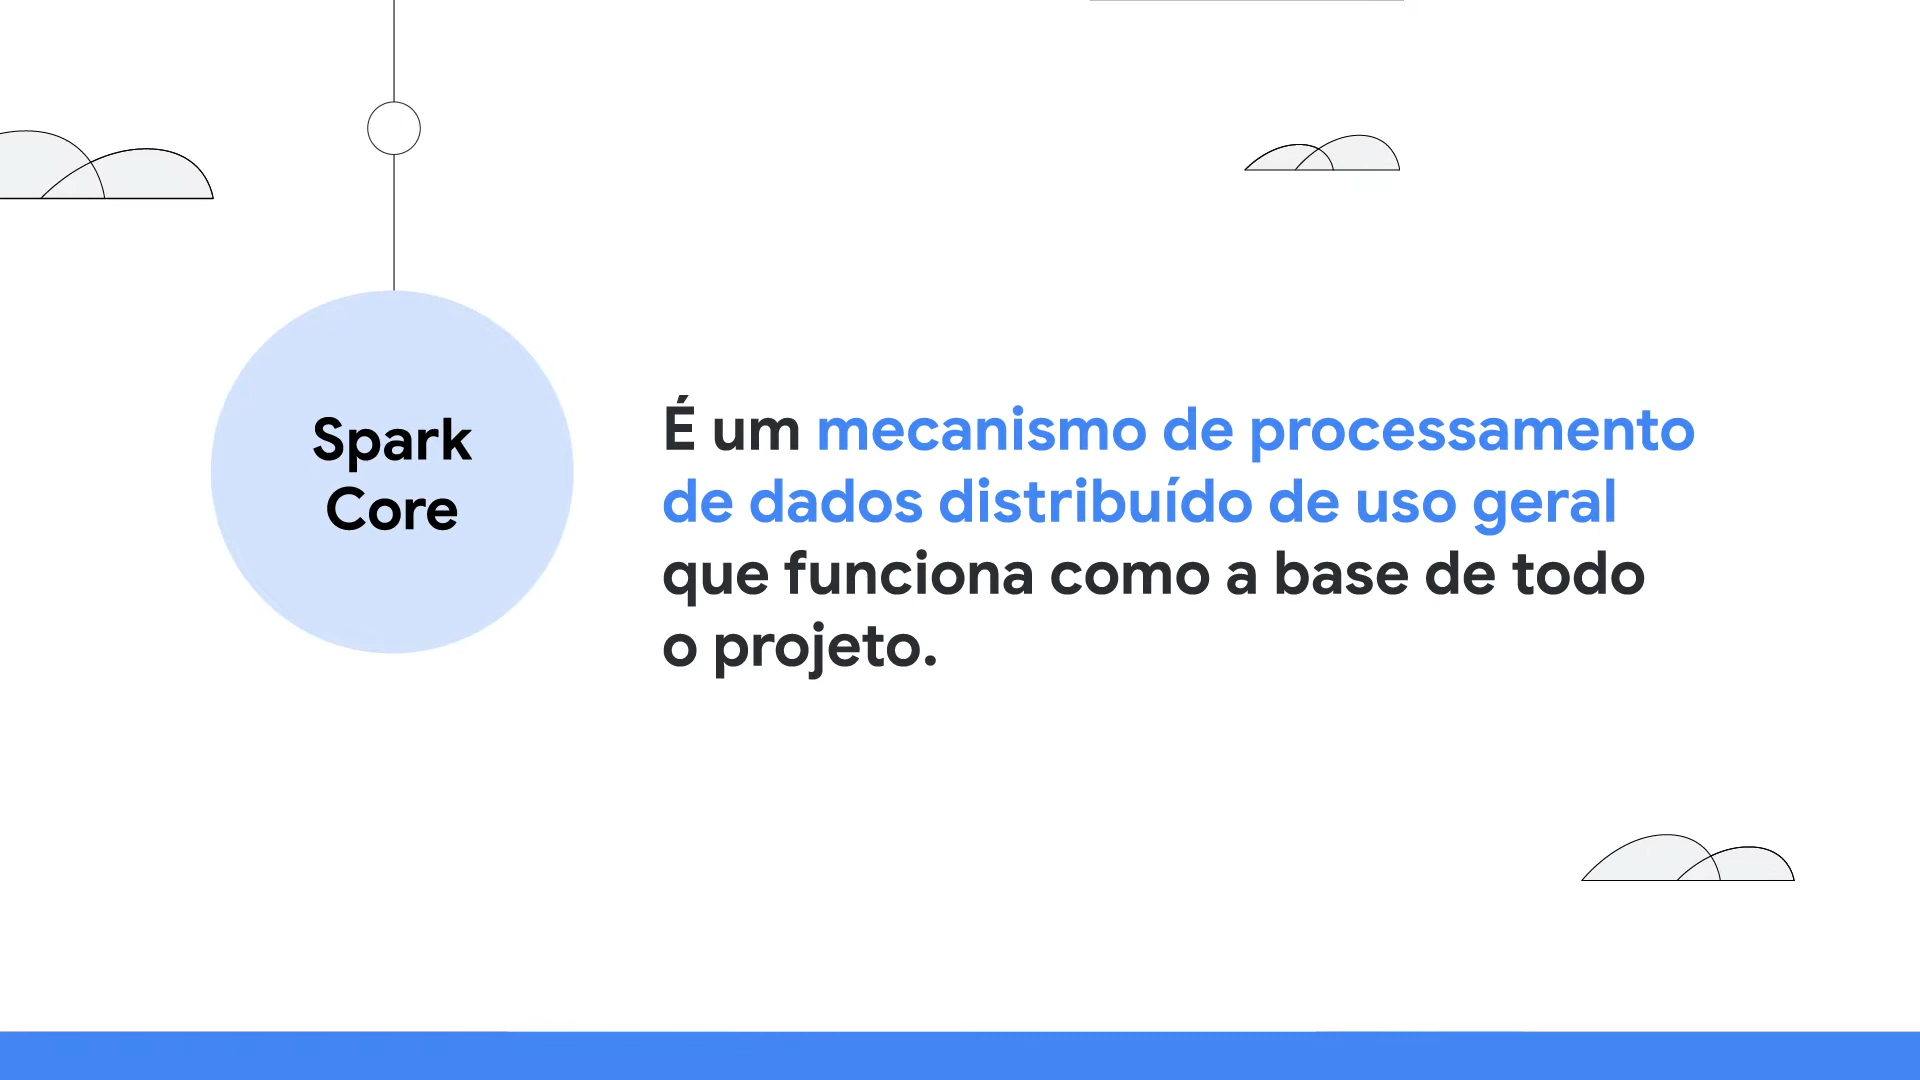 Spark
Core
É um mecanismo de processamento
de dados distribuído de uso geral
que funciona como a base de todo
o projeto.